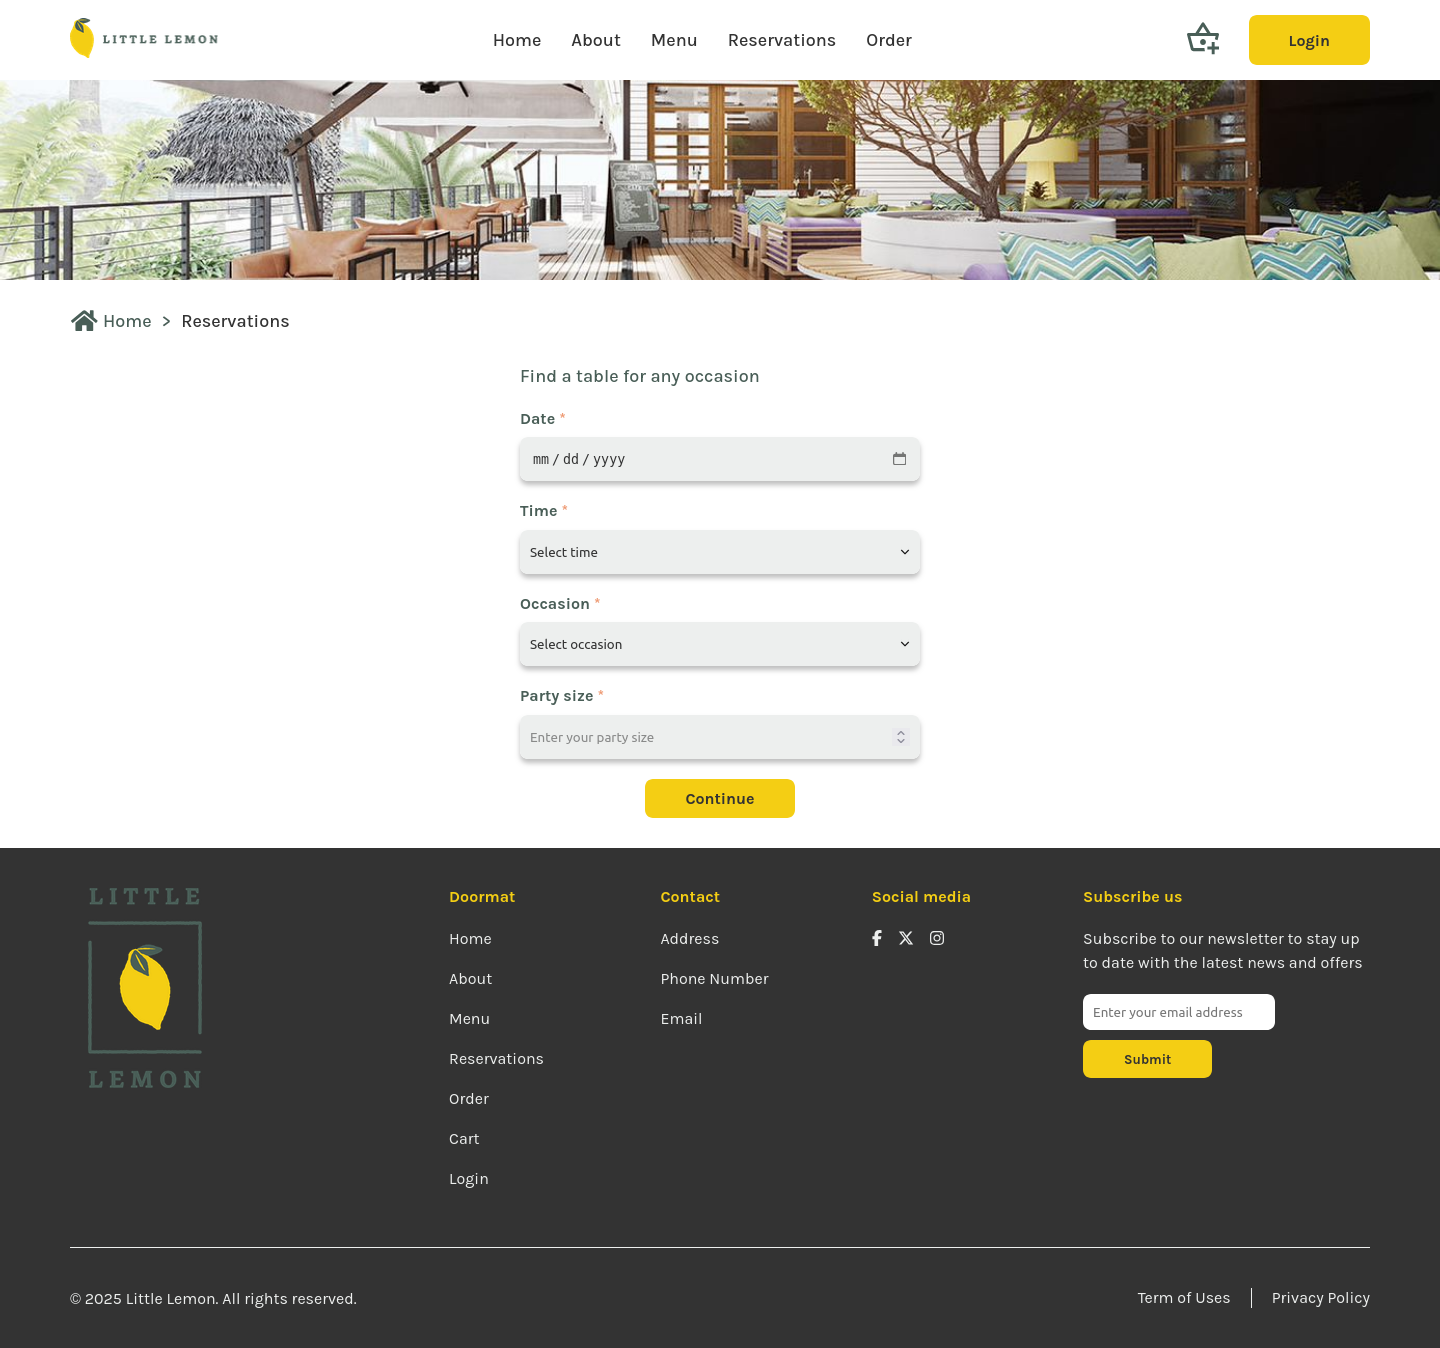 LITTLE LEMON
Home
About
Menu
Reservations
Order
Login
Home > Reservations
Find a table for any occasion
Date *
mm / dd / yyyy
Time *
Select time
Occasion *
Select occasion
Party size *
Enter your party size
Continue
LITTLE
LEMON
Doormat
Home
About
Menu
Reservations
Order
Cart
Login
Contact
Address
Phone Number
Email
Social media
Subscribe us
Subscribe to our newsletter to stay up
to date with the latest news and offers
Enter your email address
Submit
© 2025 Little Lemon. All rights reserved.
Term of Uses
Privacy Policy